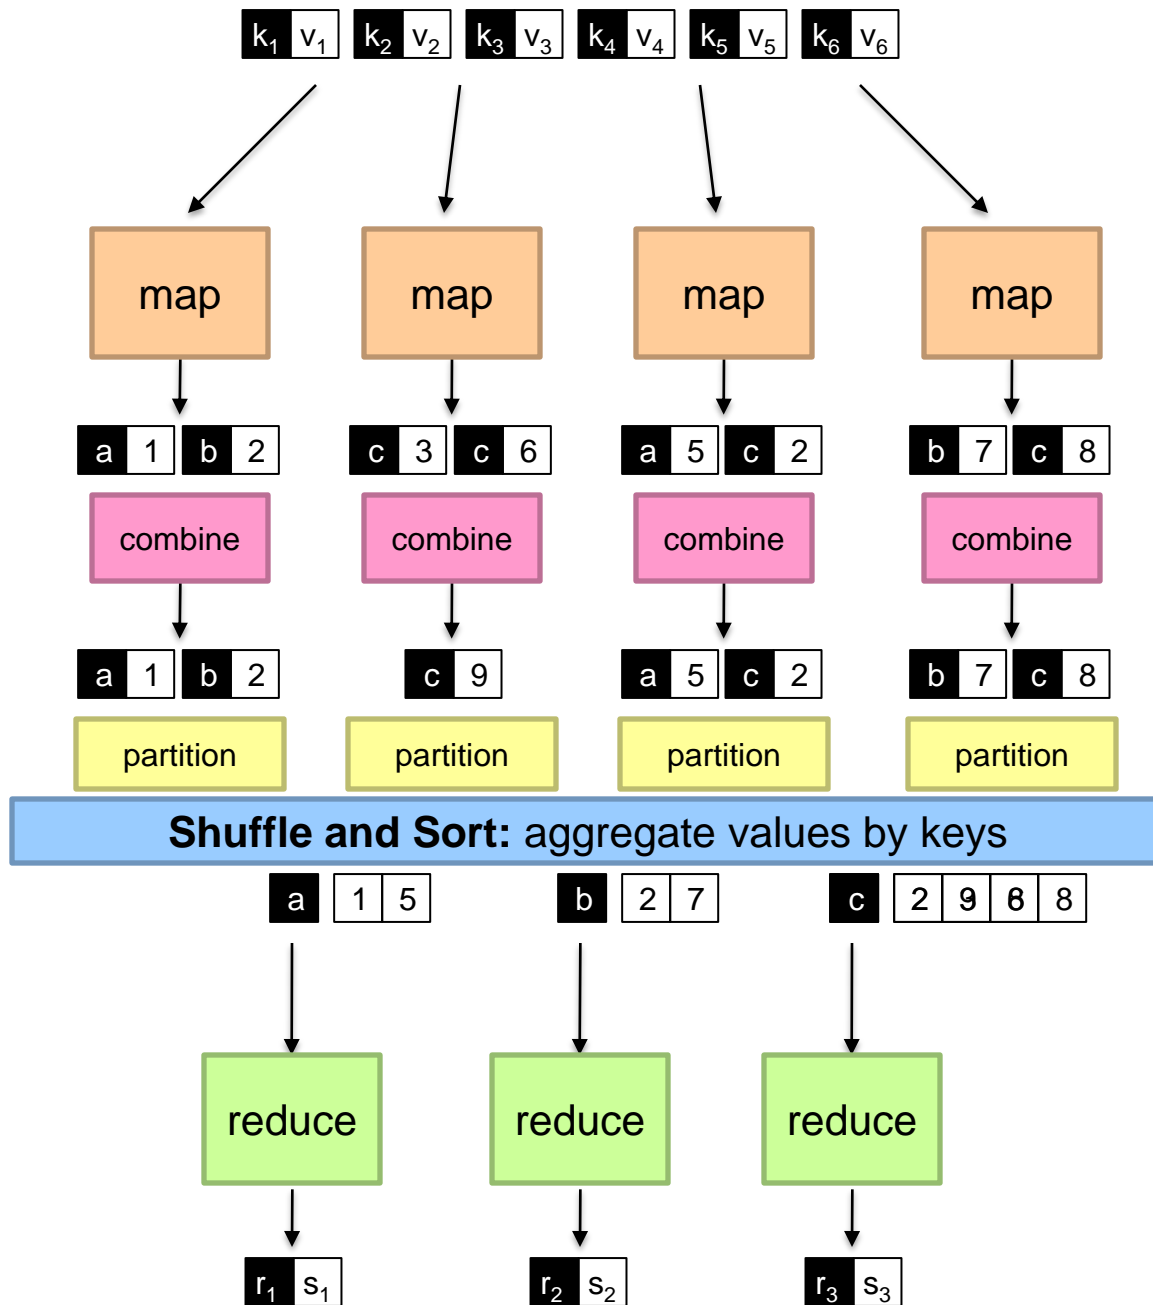 k1 v1 k2 v2 k3 v3 k4 v4 k5 v5 k6 v6
map map map map
a 1 b 2 c 3 c 6 a 5 c 2 b 7 c 8
combine combine combine combine
a 1 b 2 c 9 a 5 c 2 b 7 c 8
partition partition partition partition
Shuffle and Sort: aggregate values by keys
a 1 5 b 2 7 c 2 8
reduce reduce reduce
r1 s1 r2 s2 r3 s3